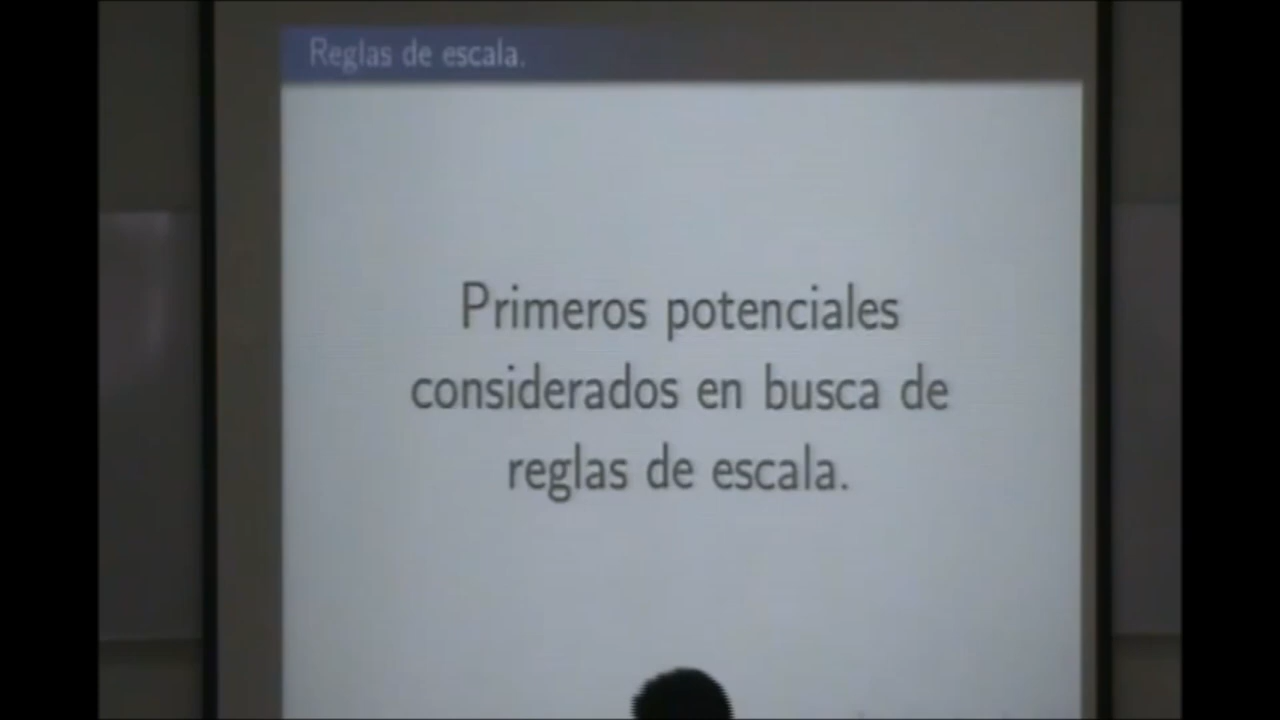 Reglas de escala.
Primeros potenciales
considerados en busca de
reglas de escala.